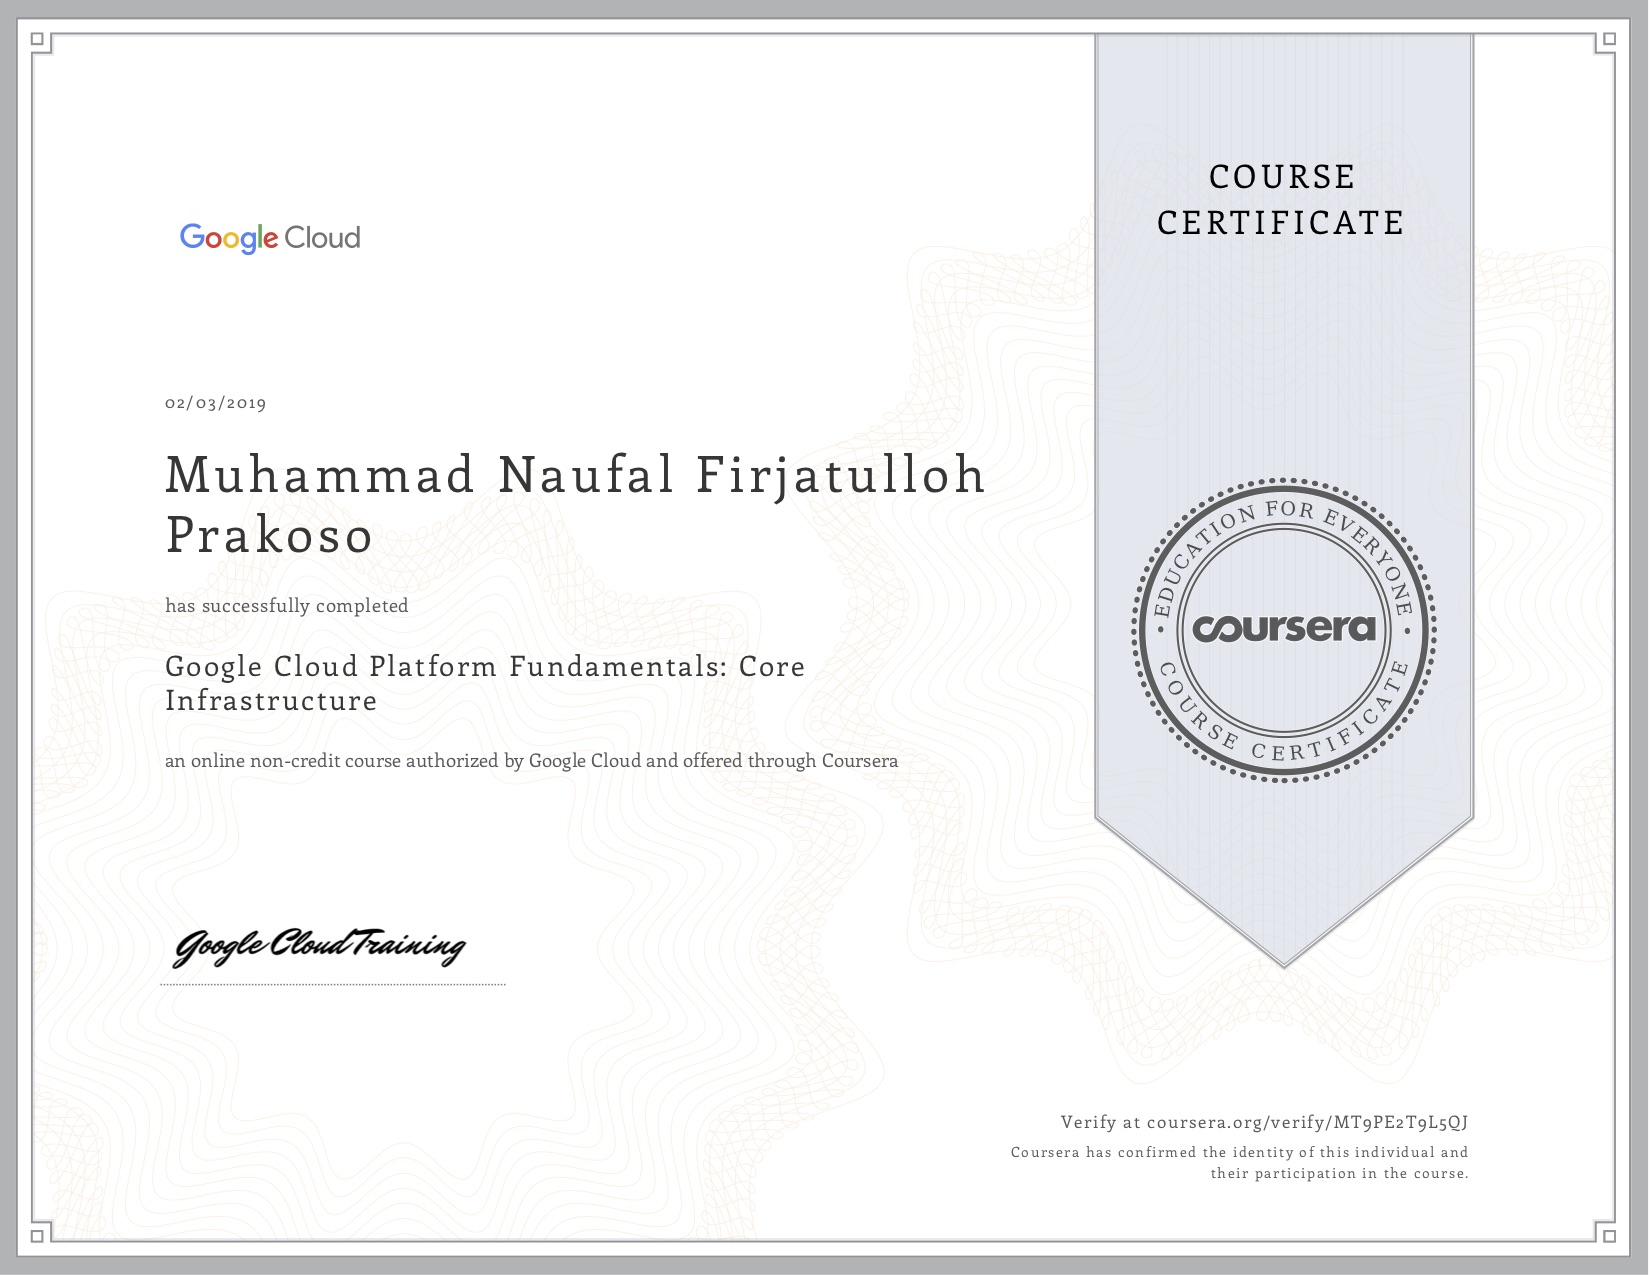 COURSE
CERTIFICATE
Google Cloud
02/03/2019
Muhammad Naufal Firjatulloh
Prakoso
has successfully completed
Google Cloud Platform Fundamentals: Core
Infrastructure
an online non-credit course authorized by Google Cloud and offered through Coursera
EDUCATION FOR EVERYONE
coursera
COURSE CERTIFICATE
Google Cloud Training
Verify at coursera.org/verify/MT9PE2T9L5QJ
Coursera has confirmed the identity of this individual and
their participation in the course.